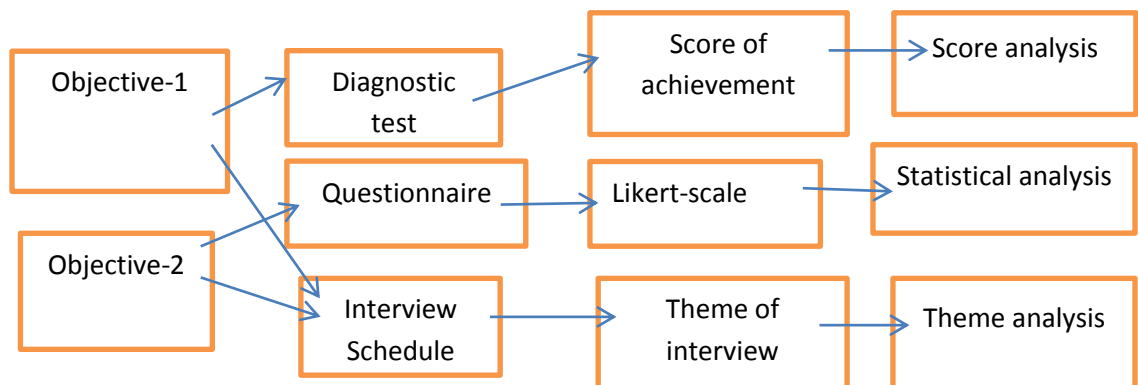 Objective-1
Diagnostic
test
Score of
achievement
Score analysis
Questionnaire
Likert-scale
Statistical analysis
Objective-2
Interview
Schedule
Theme of
interview
Theme analysis